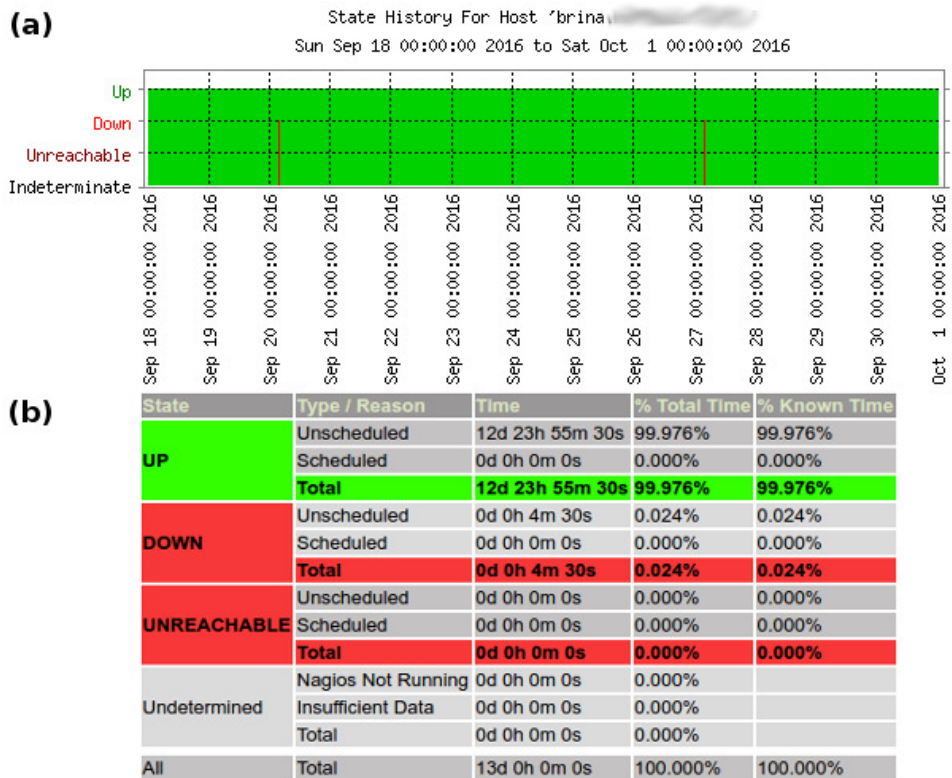 (a)
State History For Host 'brina
Sun Sep 18 00:00:00 2016 to Sat Oct 1 00:00:00 2016
Up
Down
Unreachable
Indeterminate
Sep 18 00:00:00 2016
Sep 19 00:00:00 2016
Sep 20 00:00:00 2016
Sep 21 00:00:00 2016
Sep 22 00:00:00 2016
Sep 23 00:00:00 2016
Sep 24 00:00:00 2016
Sep 25 00:00:00 2016
Sep 26 00:00:00 2016
Sep 27 00:00:00 2016
Sep 28 00:00:00 2016
Sep 29 00:00:00 2016
Sep 30 00:00:00 2016
Oct 1 00:00:00 2016
(b)
State Type / Reason Time % Total Time % Known Time
UP
Unscheduled 12d 23h 55m 30s 99.976% 99.976%
Scheduled 0d 0h 0m 0s 0.000% 0.000%
Total 12d 23h 55m 30s 99.976% 99.976%
DOWN
Unscheduled 0d 0h 4m 30s 0.024% 0.024%
Scheduled 0d 0h 0m 0s 0.000% 0.000%
Total 0d 0h 4m 30s 0.024% 0.024%
UNREACHABLE
Unscheduled 0d 0h 0m 0s 0.000% 0.000%
Scheduled 0d 0h 0m 0s 0.000% 0.000%
Total 0d 0h 0m 0s 0.000% 0.000%
Undetermined
Nagios Not Running 0d 0h 0m 0s 0.000%
Insufficient Data 0d 0h 0m 0s 0.000%
Total 0d 0h 0m 0s 0.000%
All Total 13d 0h 0m 0s 100.000% 100.000%